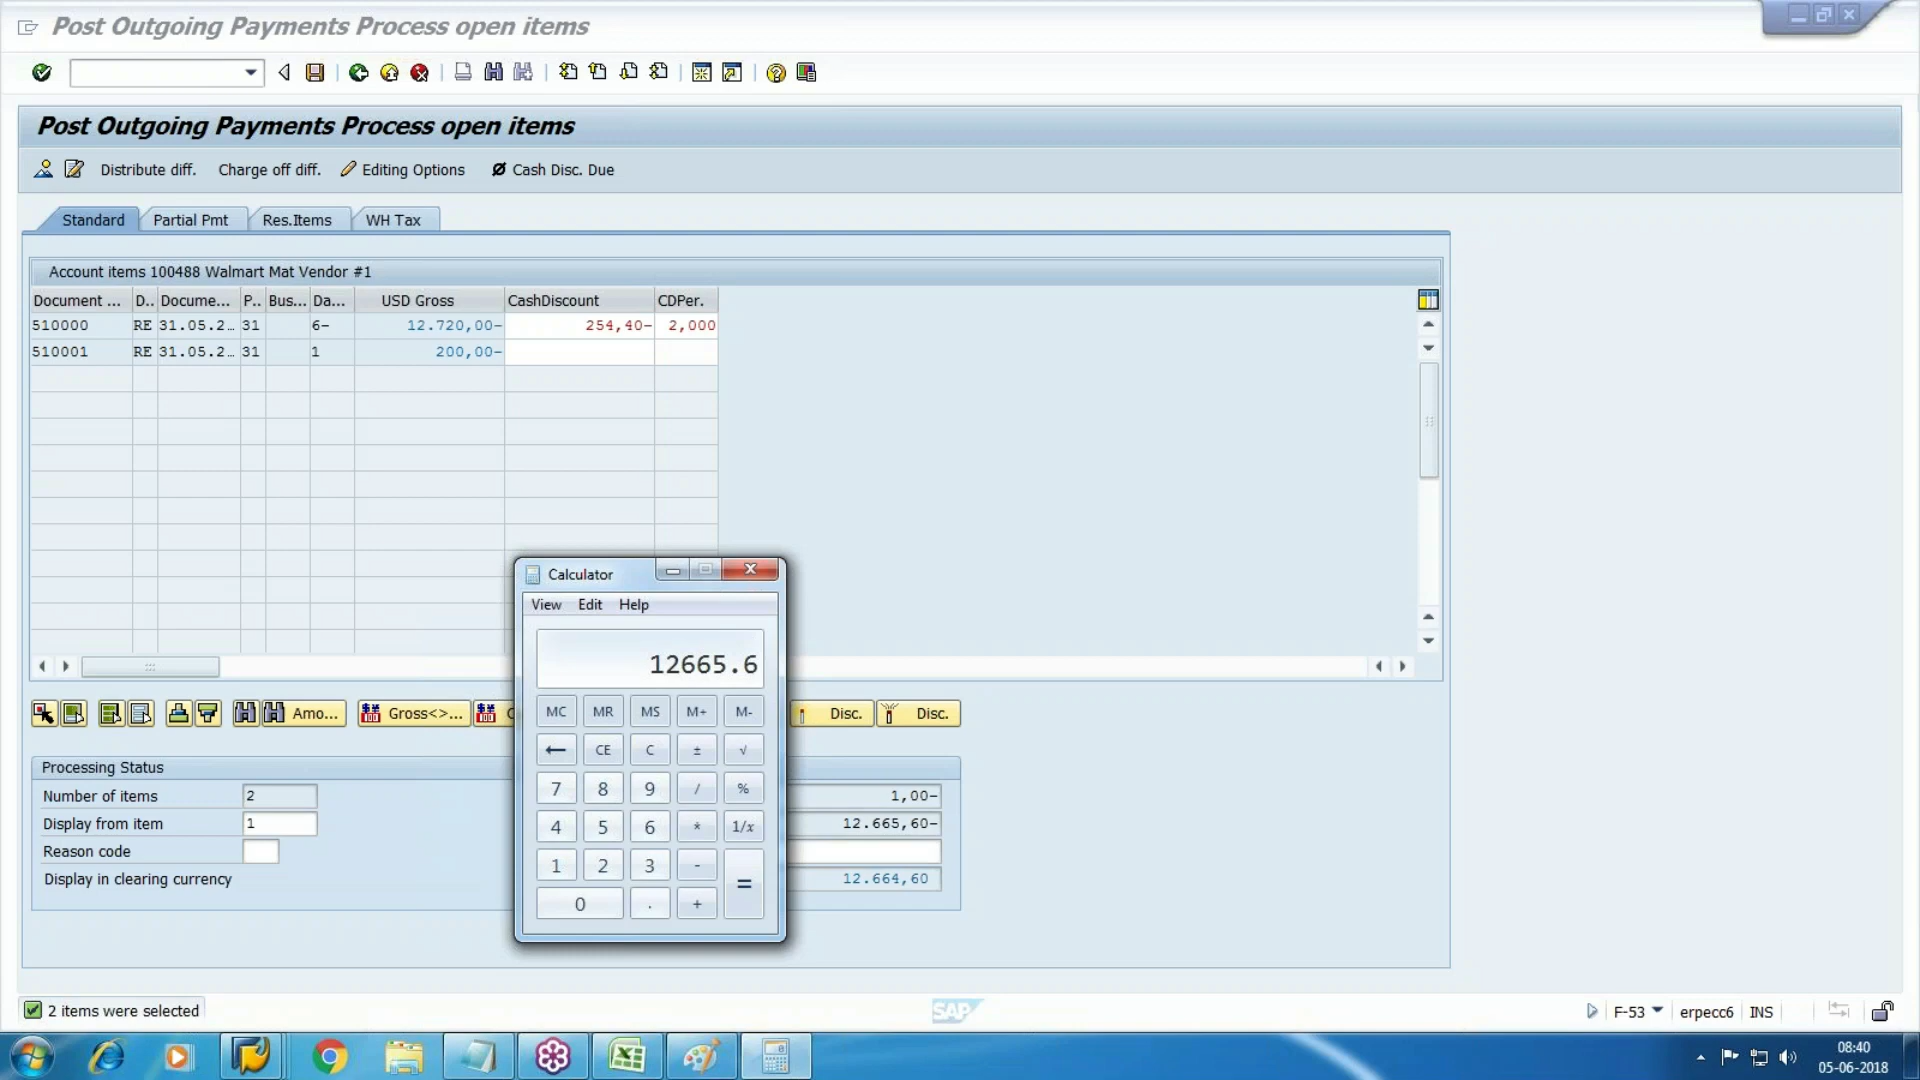 Post Outgoing Payments Process open items
Post Outgoing Payments Process open items
Distribute diff. Charge off diff. Editing Options Cash Disc. Due
Standard Partial Pmt Res.Items WH Tax
Account items 100488 Walmart Mat Vendor #1
Document ... D.. Docume... P.. Bus... Da... USD Gross CashDiscount CDPer.
510000 RE 31.05.2... 31 6- 12.720,00- 254,40- 2,000
510001 RE 31.05.2... 31 1 200,00-
Calculator
View Edit Help
12665.6
MC MR MS M+ M-
← CE C ± √
7 8 9 / %
4 5 6 * 1/x
1 2 3 - =
0 . +
Amo... Gross<>... Disc. Disc.
Processing Status
Number of items 2 1,00-
Display from item 1 12.665,60-
Reason code
Display in clearing currency 12.664,60
2 items were selected
SAP
F-53 erpecc6 INS
08:40
05-06-2018